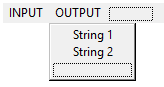 INPUT OUTPUT
String 1
String 2